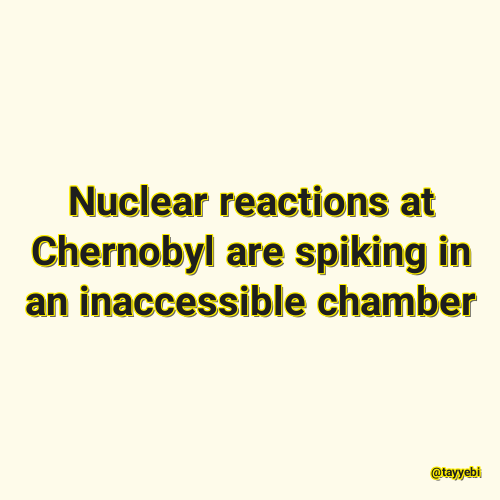 Nuclear reactions at
Chernobyl are spiking in
an inaccessible chamber
@tayyebi